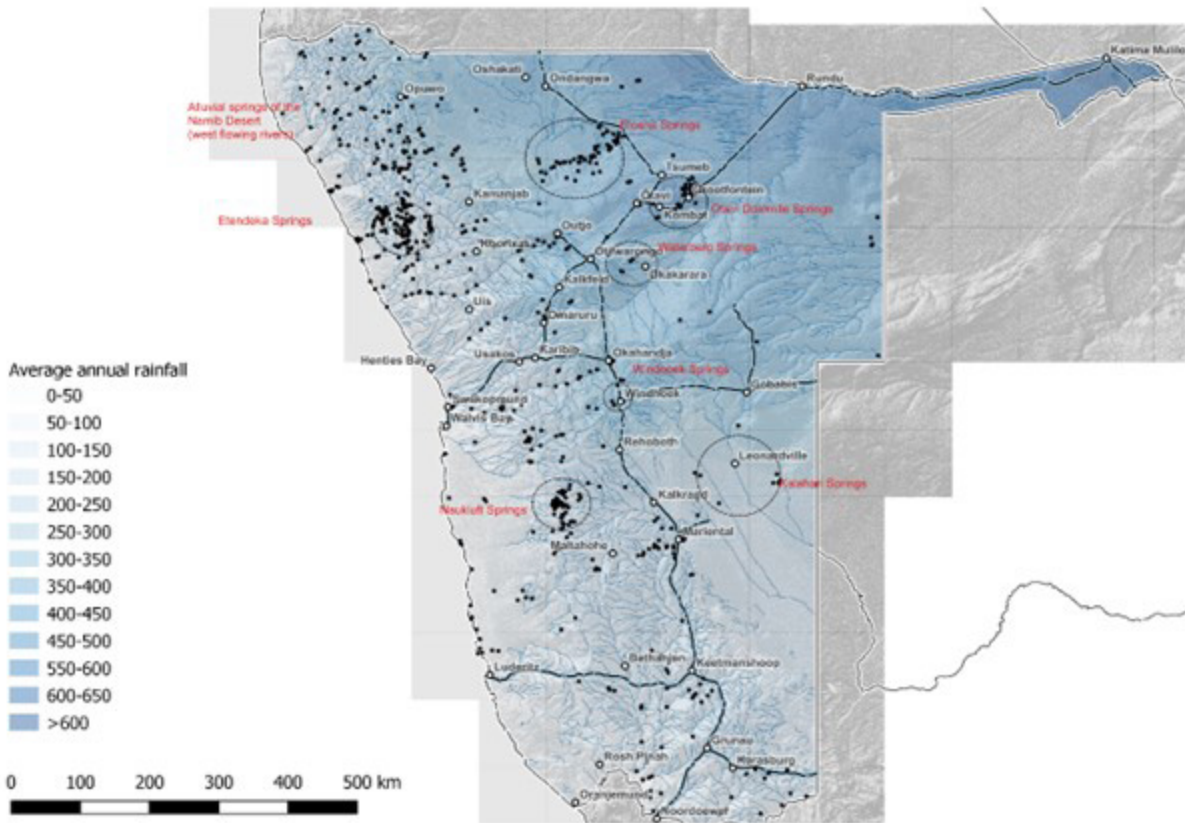 Katima Mulilo
Oshakati
Ondangwa
Rundu
Opuwo
Alluvial springs of the
Namib Desert
(west flowing rivers)
Etosha Springs
Tsumeb
Grootfontein
Kamanjab
Otavi
Kombat
Otavi Dolomite Springs
Etendeka Springs
Outjo
Khorixas
Otjiwarongo
Waterberg Springs
Okakarara
Kalkfeld
Uis
Omaruru
Henties Bay
Usakos
Karibib
Okahandja
Windhoek Springs
Average annual rainfall
0-50
50-100
100-150
150-200
200-250
250-300
300-350
350-400
400-450
450-500
550-600
600-650
>600
Gobabis
Swakopmund
Windhoek
Walvis Bay
Rehoboth
Leonardville
Kalahari Springs
Naukluft Springs
Kalkrand
Mariental
Maltahohe
Bethanien
Keetmanshoop
Luderitz
Grunau
Rosh Pinah
Karasburg
Oranjemund
Noordoewer
0 100 200 300 400 500 km